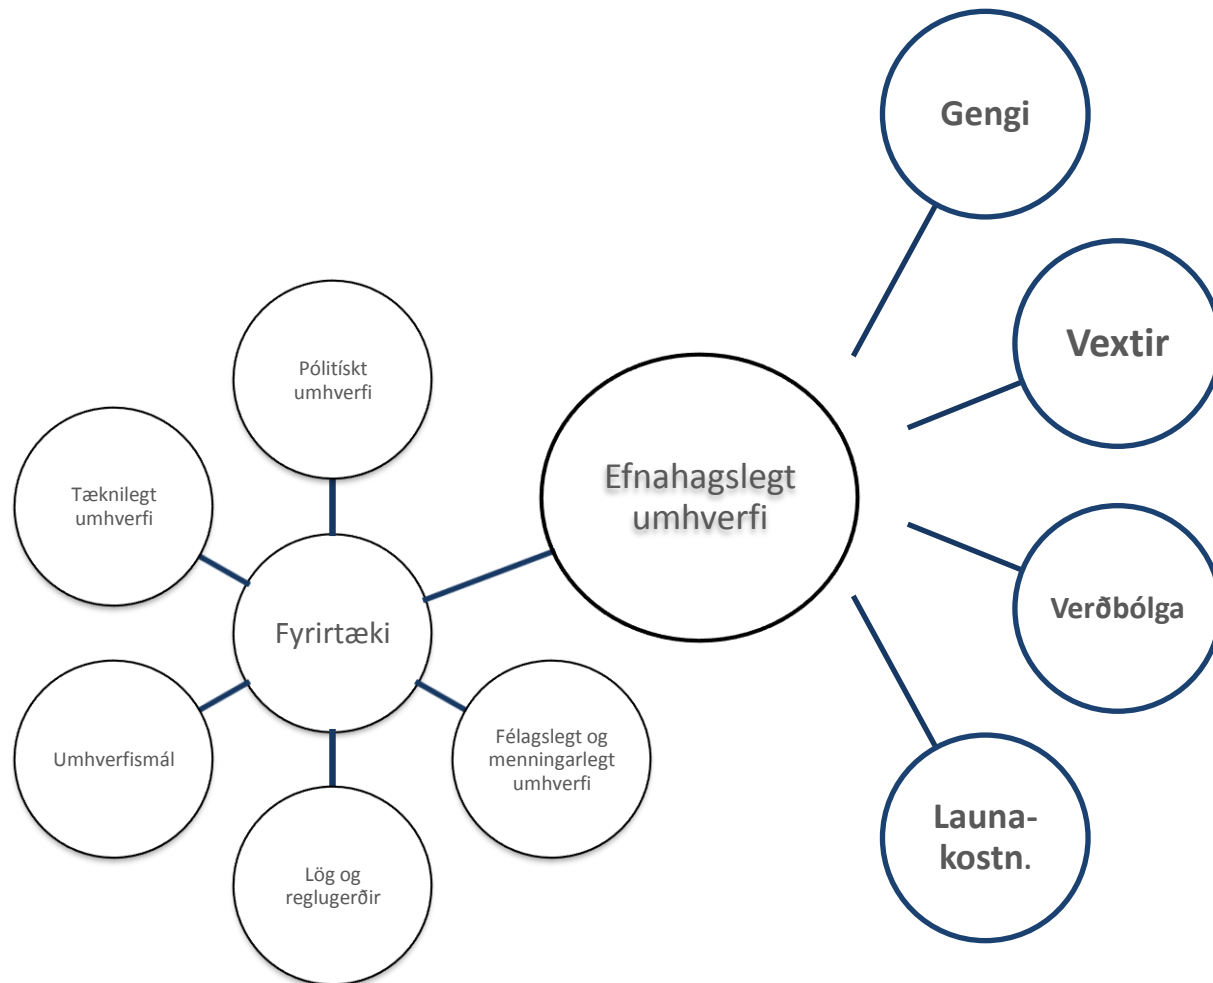 Gengi
Vextir
Pólitískt
umhverfi
Efnahagslegt
umhverfi
Tæknilegt
umhverfi
Verðbólga
Fyrirtæki
Félagslegt og
menningarlegt
umhverfi
Umhverfismál
Launa-
kostn.
Lög og
reglugerðir